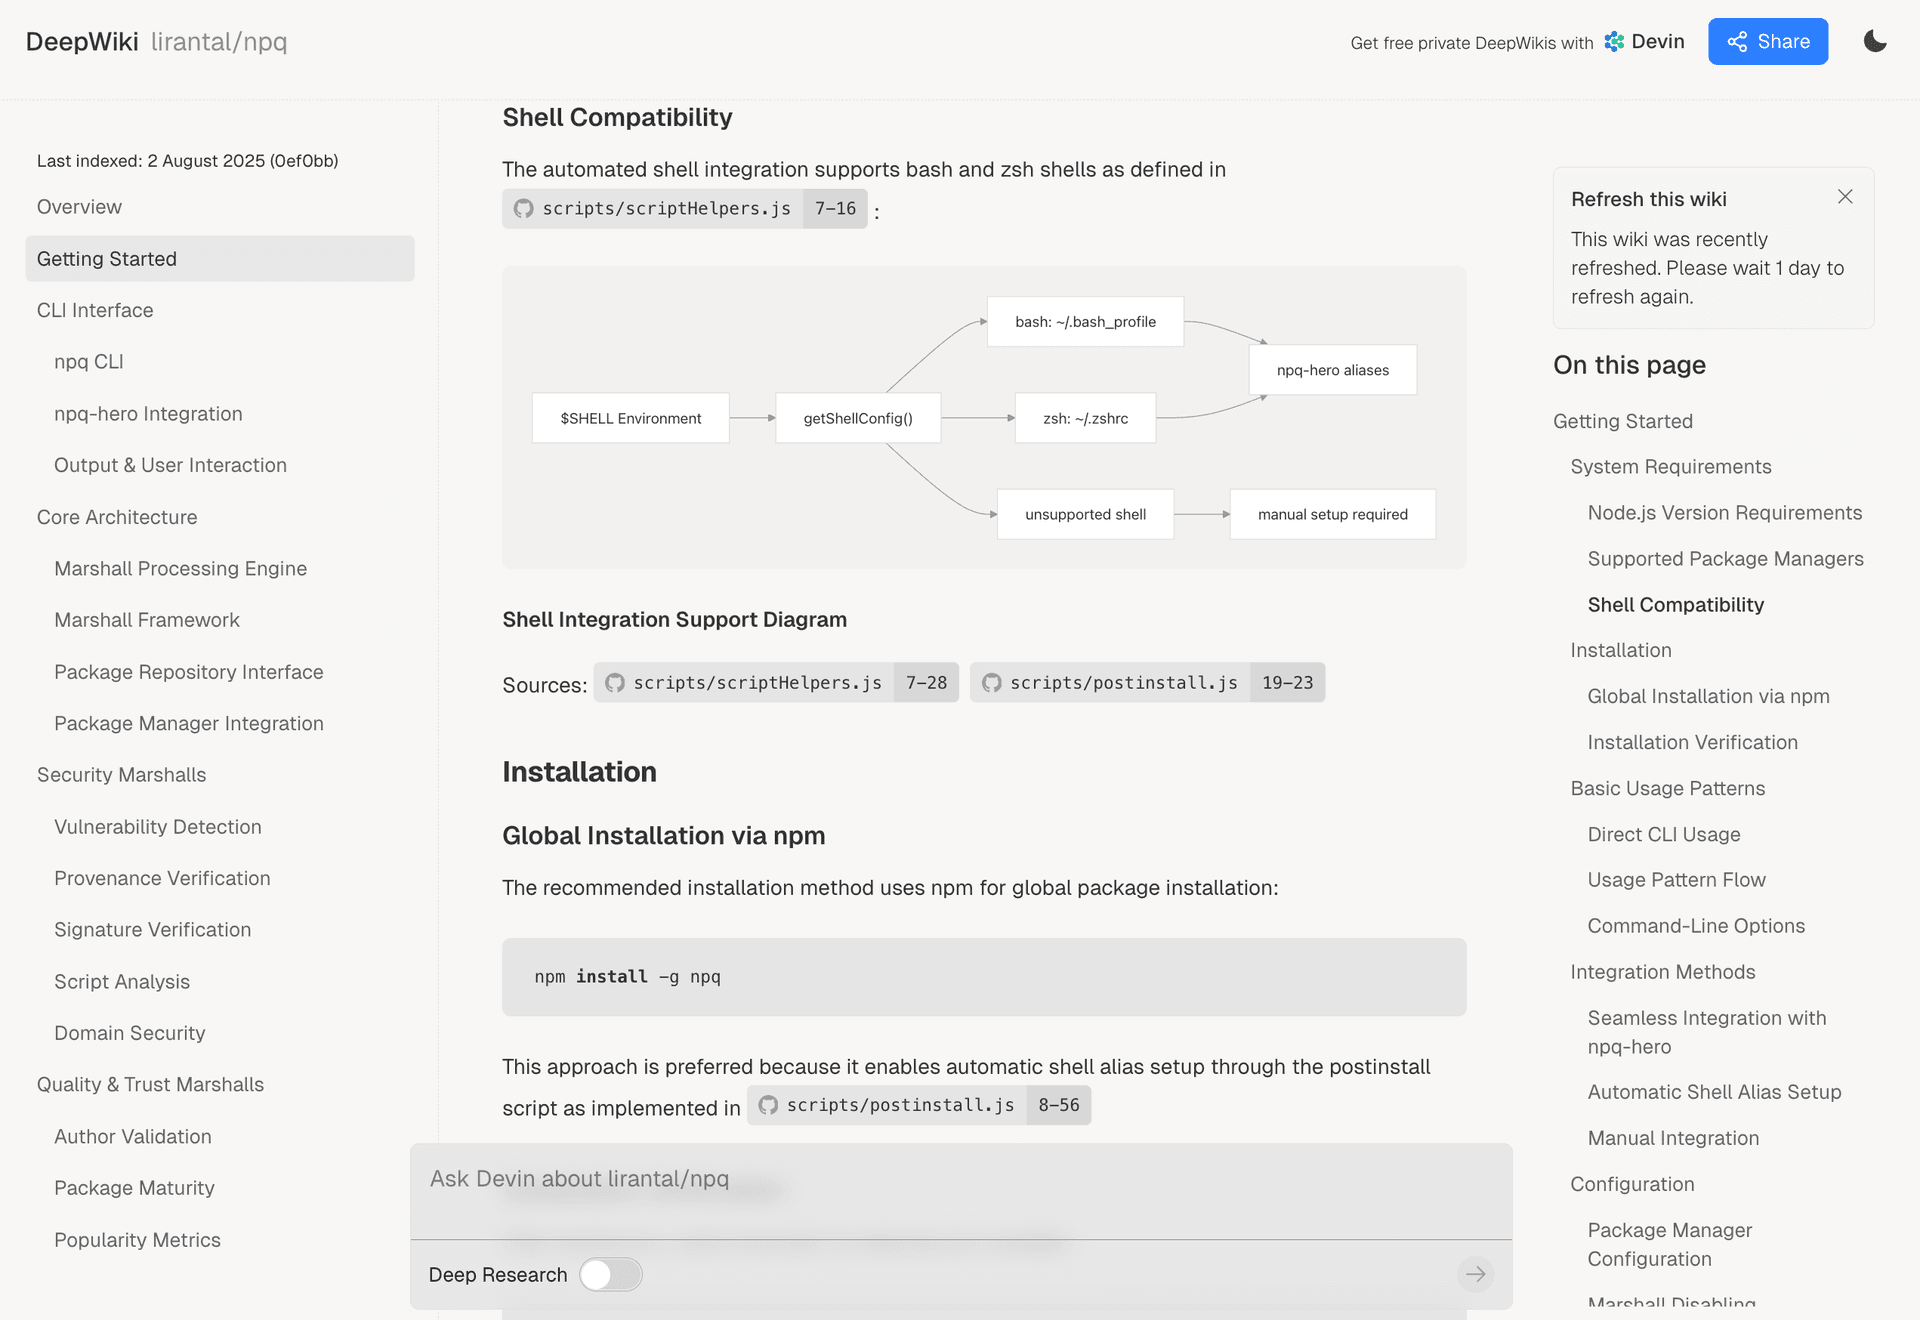 DeepWiki lirantal/npq
Get free private DeepWikis with Devin
Share
Last indexed: 2 August 2025 (0ef0bb)
Overview
Getting Started
CLI Interface
npq CLI
npq-hero Integration
Output & User Interaction
Core Architecture
Marshall Processing Engine
Marshall Framework
Package Repository Interface
Package Manager Integration
Security Marshalls
Vulnerability Detection
Provenance Verification
Signature Verification
Script Analysis
Domain Security
Quality & Trust Marshalls
Author Validation
Package Maturity
Popularity Metrics
Shell Compatibility
The automated shell integration supports bash and zsh shells as defined in
scripts/scriptHelpers.js 7–16 :
bash: ~/.bash_profile
npq-hero aliases
$SHELL Environment
getShellConfig()
zsh: ~/.zshrc
unsupported shell
manual setup required
Shell Integration Support Diagram
Sources: scripts/scriptHelpers.js 7–28 scripts/postinstall.js 19–23
Installation
Global Installation via npm
The recommended installation method uses npm for global package installation:
npm install –g npq
This approach is preferred because it enables automatic shell alias setup through the postinstall
script as implemented in scripts/postinstall.js 8–56
Ask Devin about lirantal/npq
Deep Research
Refresh this wiki
This wiki was recently
refreshed. Please wait 1 day to
refresh again.
On this page
Getting Started
System Requirements
Node.js Version Requirements
Supported Package Managers
Shell Compatibility
Installation
Global Installation via npm
Installation Verification
Basic Usage Patterns
Direct CLI Usage
Usage Pattern Flow
Command-Line Options
Integration Methods
Seamless Integration with
npq-hero
Automatic Shell Alias Setup
Manual Integration
Configuration
Package Manager
Configuration
Marshall Disabling